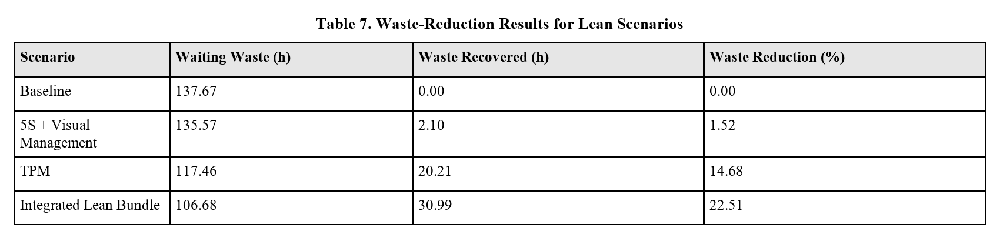 Table 7. Waste-Reduction Results for Lean Scenarios
Scenario Waiting Waste (h) Waste Recovered (h) Waste Reduction (%)
Baseline 137.67 0.00 0.00
5S + Visual 135.57 2.10 1.52
Management
TPM 117.46 20.21 14.68
Integrated Lean Bundle 106.68 30.99 22.51